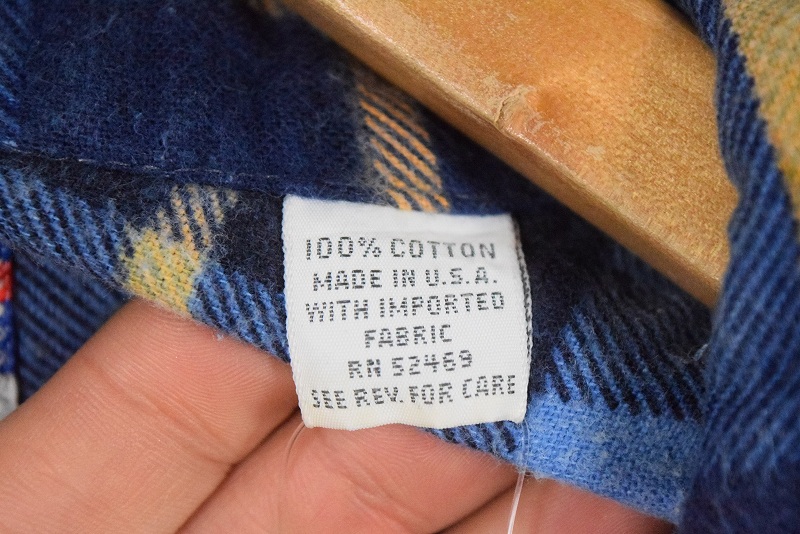 100% COTTON
MADE IN U.S.A.
WITH IMPORTED
FABRIC
RN 52469
SEE REV. FOR CARE